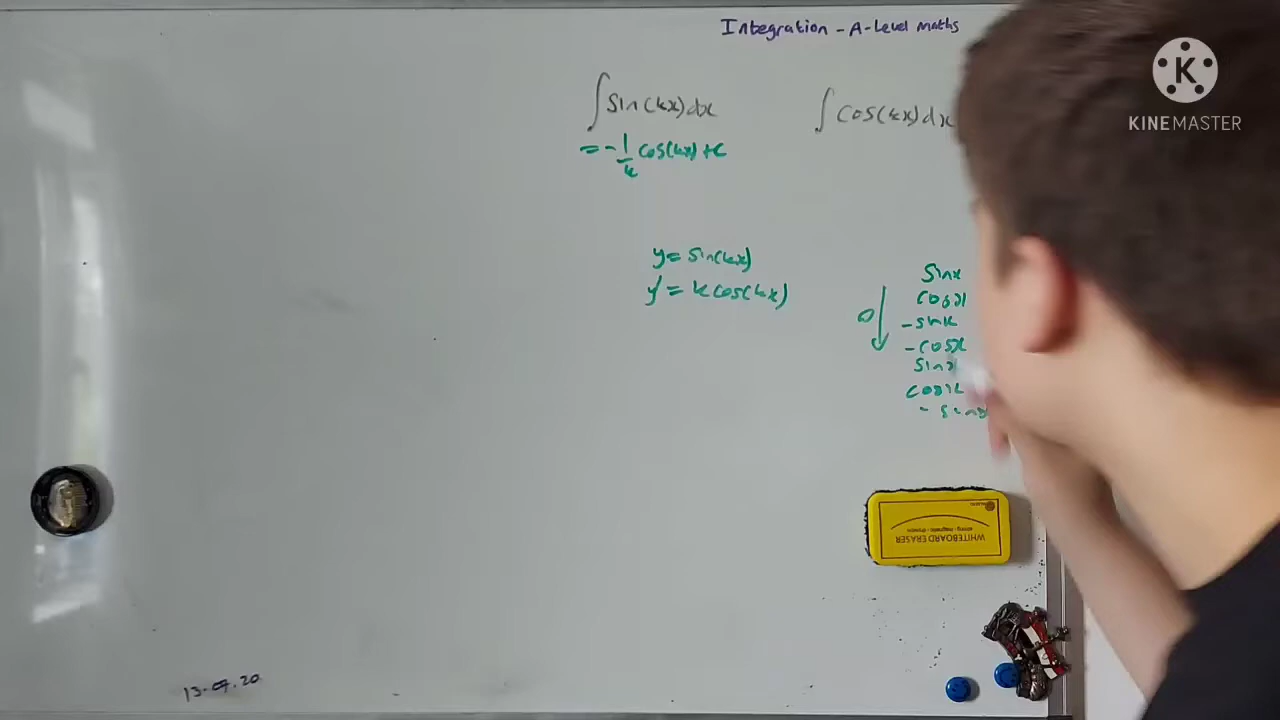 Integration - A-Level maths
K
KINEMASTER
∫sin(kx)dx
∫cos(kx)dx
= -1/k cos(kx)+c
y = sin(kx)
y' = k cos(kx)
sinx
cosx
-sinx
-cosx
sinx
cosx
- sinx
D
WHITEBOARD ERASER
13.07.20